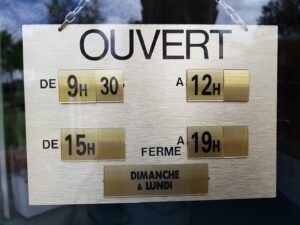 OUVERT
DE 9H 30 A 12H
DE 15H A 19H
FERME
DIMANCHE
& LUNDI